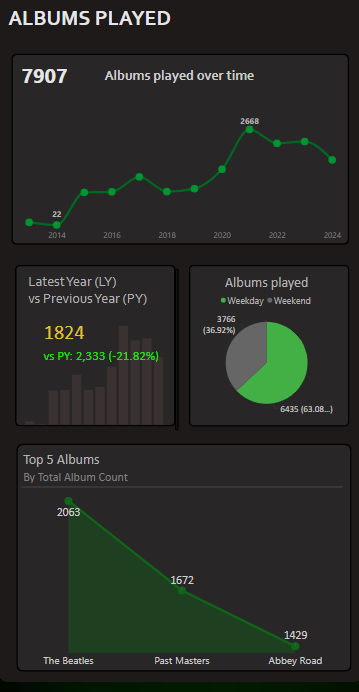 ALBUMS PLAYED
7907 Albums played over time
2668
22
2014 2016 2018 2020 2022 2024
Latest Year (LY)
vs Previous Year (PY)
1824
vs PY: 2,333 (-21.82%)
Albums played
Weekday Weekend
3766
(36.92%)
6435 (63.08...)
Top 5 Albums
By Total Album Count
2063
1672
1429
The Beatles Past Masters Abbey Road